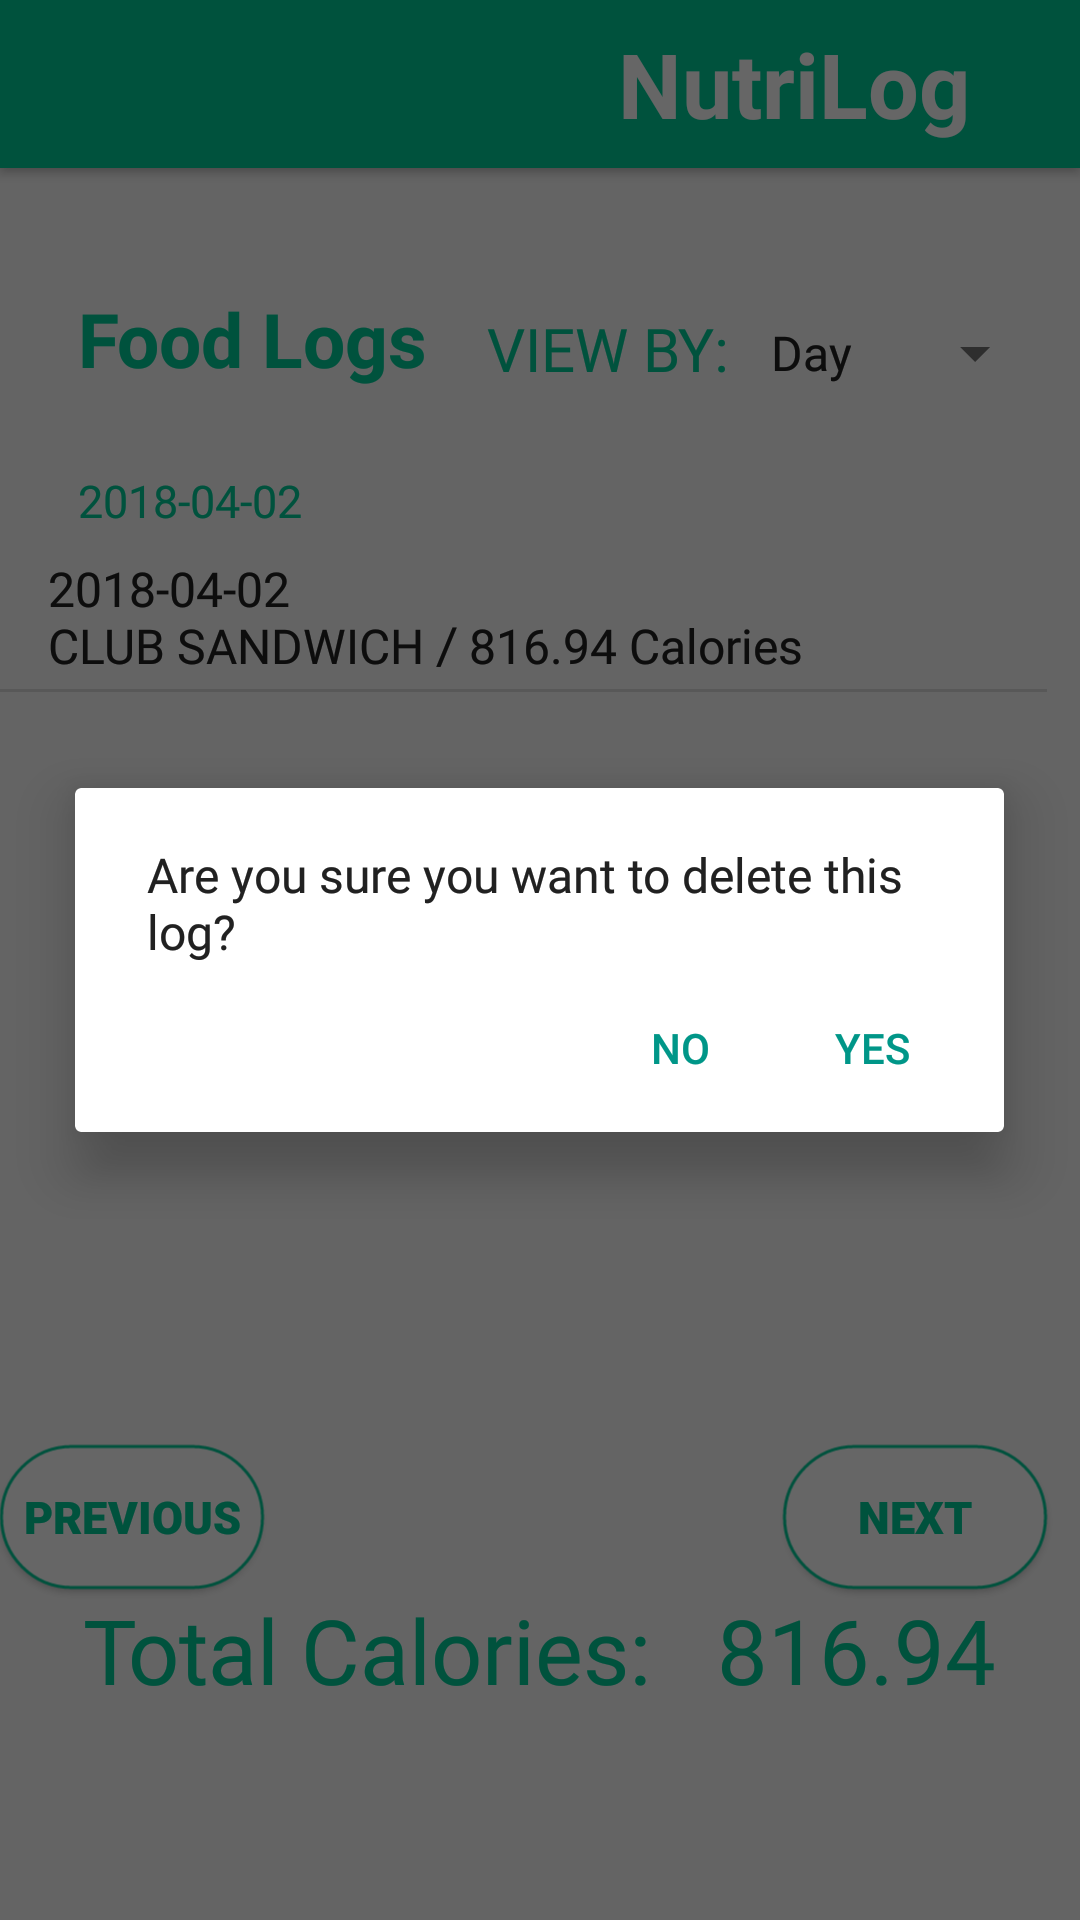 NutriLog
Food Logs VIEW BY: Day
2018-04-02
2018-04-02
CLUB SANDWICH / 816.94 Calories
Are you sure you want to delete this
log?
NO YES
PREVIOUS NEXT
Total Calories: 816.94